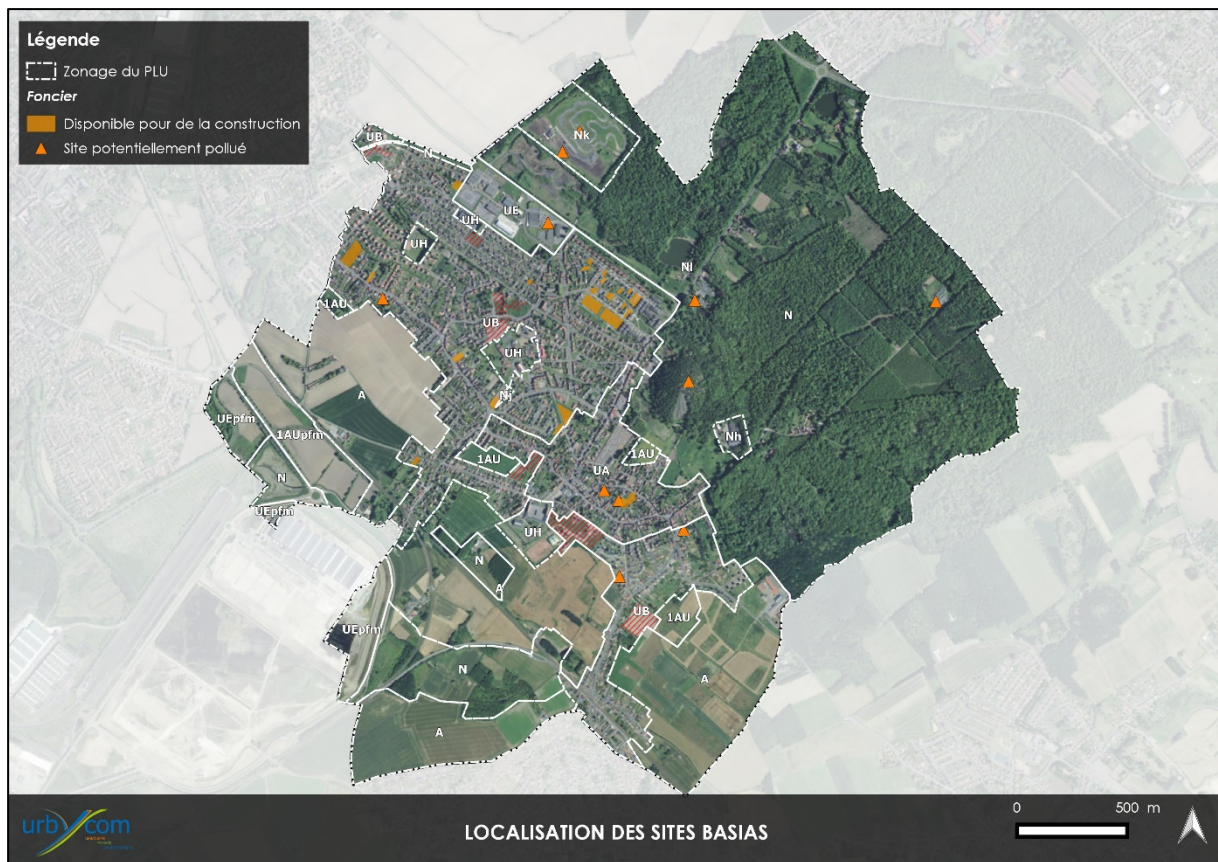 Légende
Zonage du PLU
Foncier
Disponible pour de la construction
Site potentiellement pollué
Nk
UB
N
UE
UH
UH
1AU
Nl
UB
N
UH
A
Nj
UEpfm
1AUpfm
Nh
1AU
UA
1AU
N
UEpfm
UH
N
A
UB
1AU
UEpfm
N
A
A
urbycom
LOCALISATION DES SITES BASIAS
0 500 m